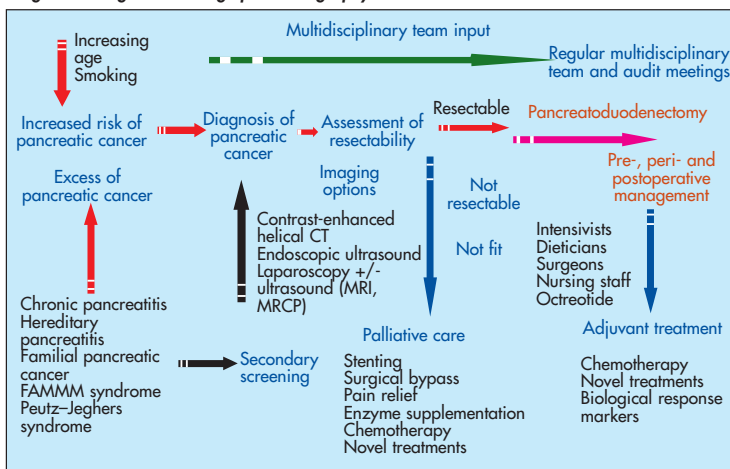 Increasing
age
Smoking
Multidisciplinary team input
Regular multidisciplinary
team and audit meetings
Increased risk of
pancreatic cancer
Diagnosis of
pancreatic
cancer
Assessment of
resectability
Resectable
Pancreatoduodenectomy
Excess of
pancreatic cancer
Imaging
options
Not
resectable
Not fit
Pre-, peri- and
postoperative
management
Contrast-enhanced
helical CT
Endoscopic ultrasound
Laparoscopy +/-
ultrasound (MRI,
MRCP)
Intensivists
Dieticians
Surgeons
Nursing staff
Octreotide
Chronic pancreatitis
Hereditary
pancreatitis
Familial pancreatic
cancer
FAMMM syndrome
Peutz–Jeghers
syndrome
Secondary
screening
Palliative care
Stenting
Surgical bypass
Pain relief
Enzyme supplementation
Chemotherapy
Novel treatments
Adjuvant treatment
Chemotherapy
Novel treatments
Biological response
markers